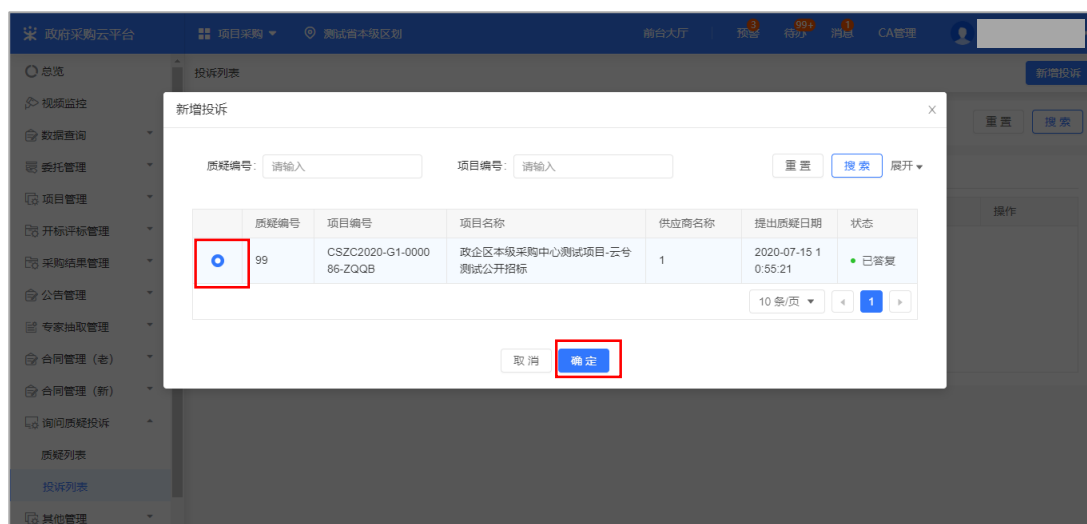 政府采购云平台
项目采购
测试省本级区划
前台大厅
预警
3
待办
99+
消息
1
CA管理
总览
视频监控
数据查询
委托管理
项目管理
开标评标管理
采购结果管理
公告管理
专家抽取管理
合同管理（老）
合同管理（新）
询问质疑投诉
质疑列表
投诉列表
其他管理
投诉列表
新增投诉
重置
搜索
操作
新增投诉
质疑编号: 请输入
项目编号: 请输入
重置
搜索
展开
质疑编号 项目编号 项目名称 供应商名称 提出质疑日期 状态
99
CSZC2020-G1-0000
86-ZQQB
政企区本级采购中心测试项目-云兮
测试公开招标
1
2020-07-15 1
0:55:21
已答复
10 条/页
1
取消
确定